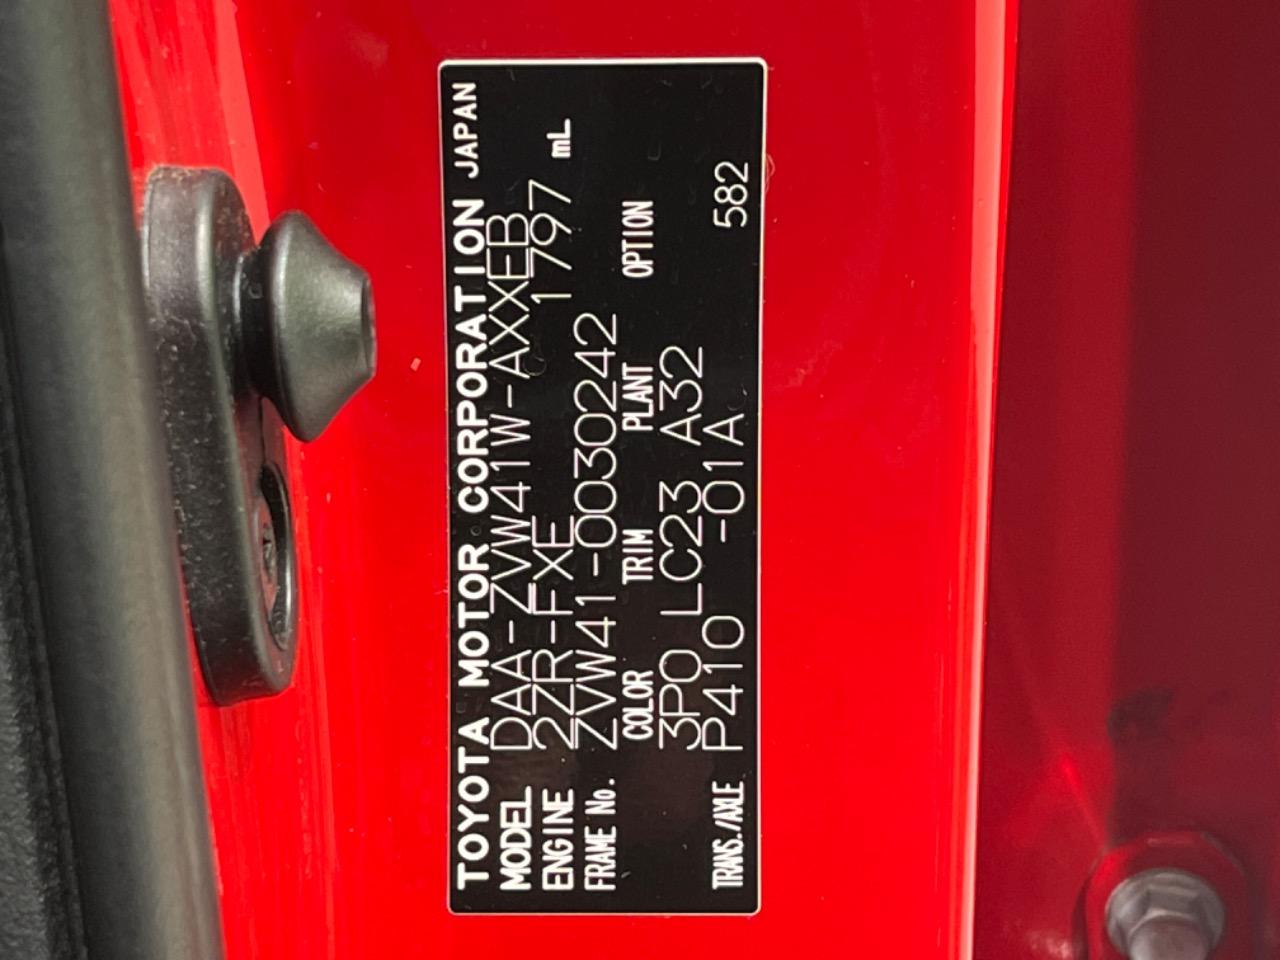 TOYOTA MOTOR CORPORATION JAPAN
MODEL DAA-ZVW41W-AXXEB
ENGINE 2ZR-FXE 1797 mL
FRAME No. ZVW41-0030242
COLOR TRIM PLANT OPTION
3P0 LC23 A32
TRANS./AXLE P410 -01A 582